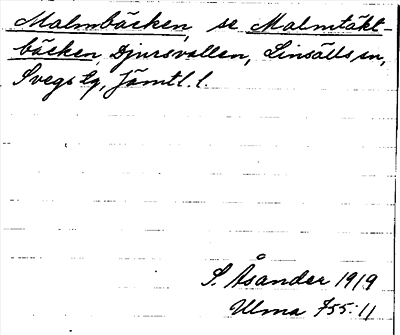 Malmbäcken, se Malmtäkt-
bäcken, Djursvallen, Linsälls sn,
Svegs tg, Jämtl. l.
S. Åsander 1919
Ulma 755:11